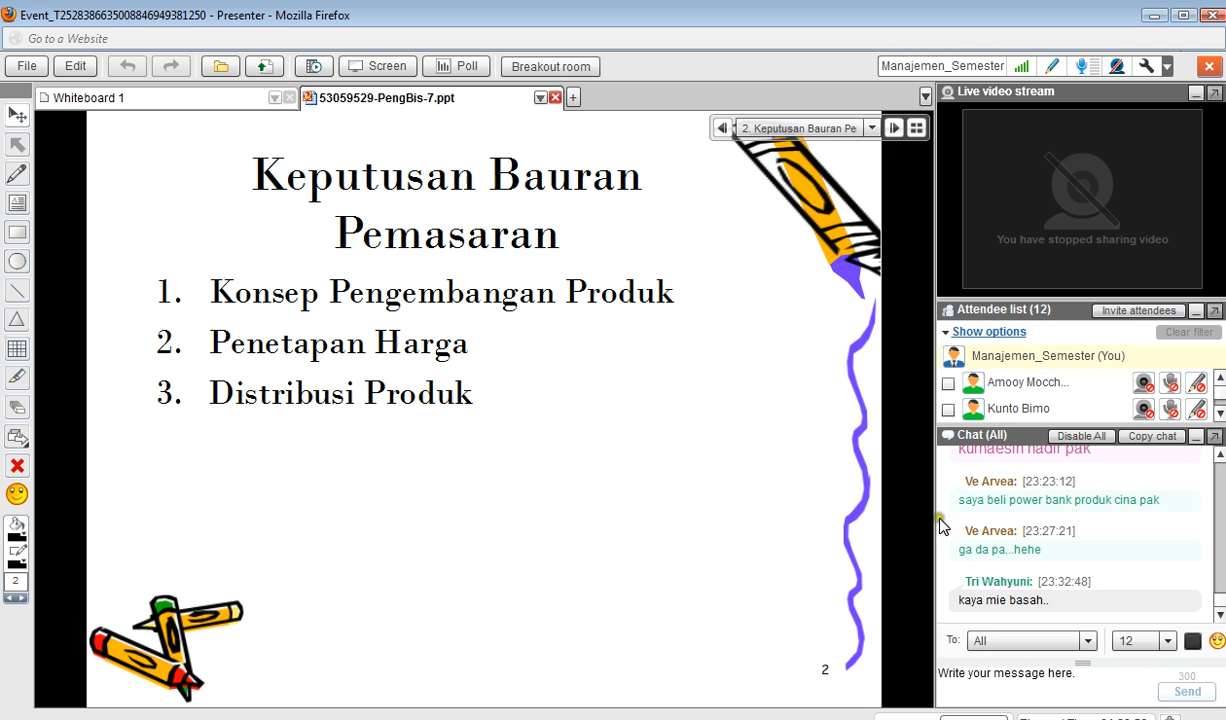 Event_T2528386635008846949381250 - Presenter - Mozilla Firefox
Go to a Website
File Edit Screen Poll Breakout room Manajemen_Semester
Whiteboard 1 53059529-PengBis-7.ppt
2. Keputusan Bauran Pe
Keputusan Bauran
Pemasaran
1. Konsep Pengembangan Produk
2. Penetapan Harga
3. Distribusi Produk
2
2
Live video stream
You have stopped sharing video
Attendee list (12) Invite attendees
Show options Clear filter
Manajemen_Semester (You)
Amooy Mocch...
Kunto Bimo
Chat (All) Disable All Copy chat
hadir pak
Ve Arvea: [23:23:12]
saya beli power bank produk cina pak
Ve Arvea: [23:27:21]
ga da pa...hehe
Tri Wahyuni: [23:32:48]
kaya mie basah..
To: All 12
Write your message here.
300
Send